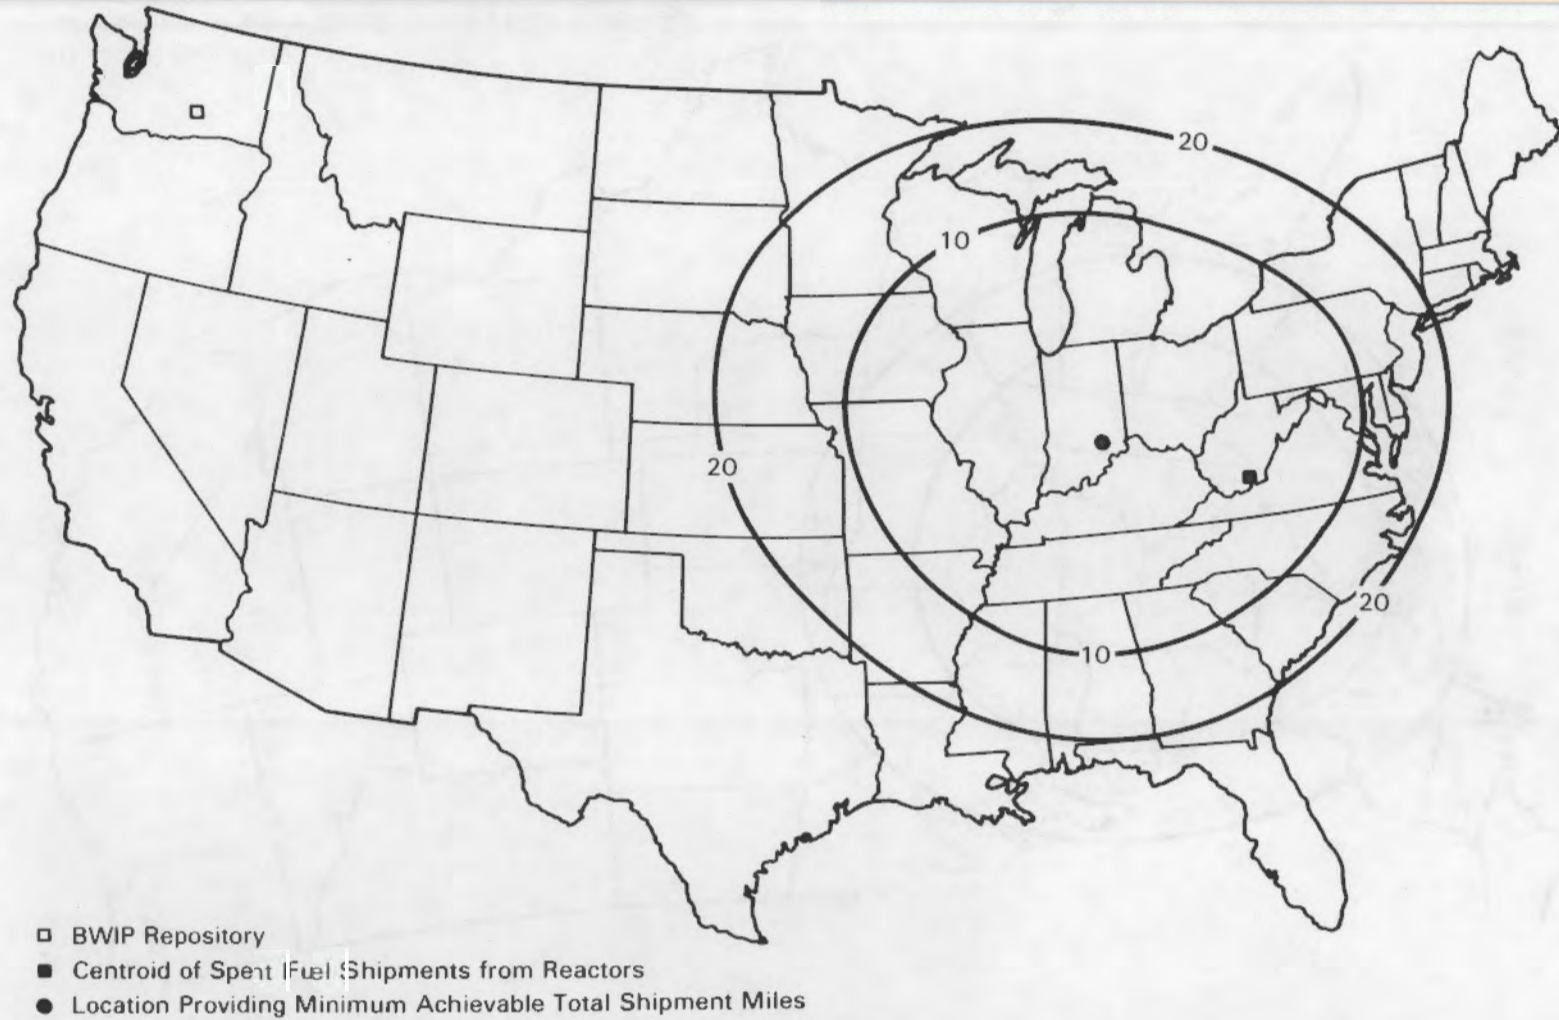 20
10
20
20
10
□ BWIP Repository
■ Centroid of Spent Fuel Shipments from Reactors
● Location Providing Minimum Achievable Total Shipment Miles